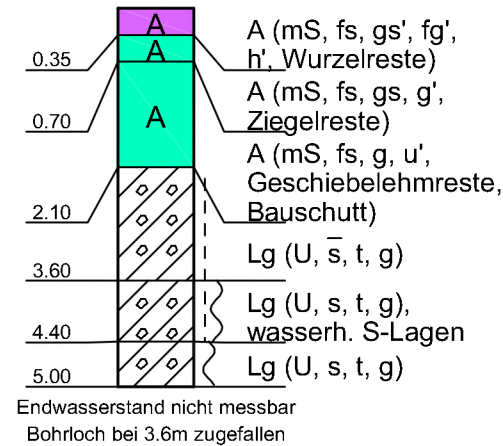 A
A (mS, fs, gs', fg',
h', Wurzelreste)
0.35
A
A (mS, fs, gs, g',
Ziegelreste)
0.70
A
A (mS, fs, g, u',
Geschiebelehmreste,
Bauschutt)
2.10
Lg (U, s̅, t, g)
3.60
Lg (U, s, t, g),
wasserh. S-Lagen
4.40
Lg (U, s, t, g)
5.00
Endwasserstand nicht messbar
Bohrloch bei 3.6m zugefallen